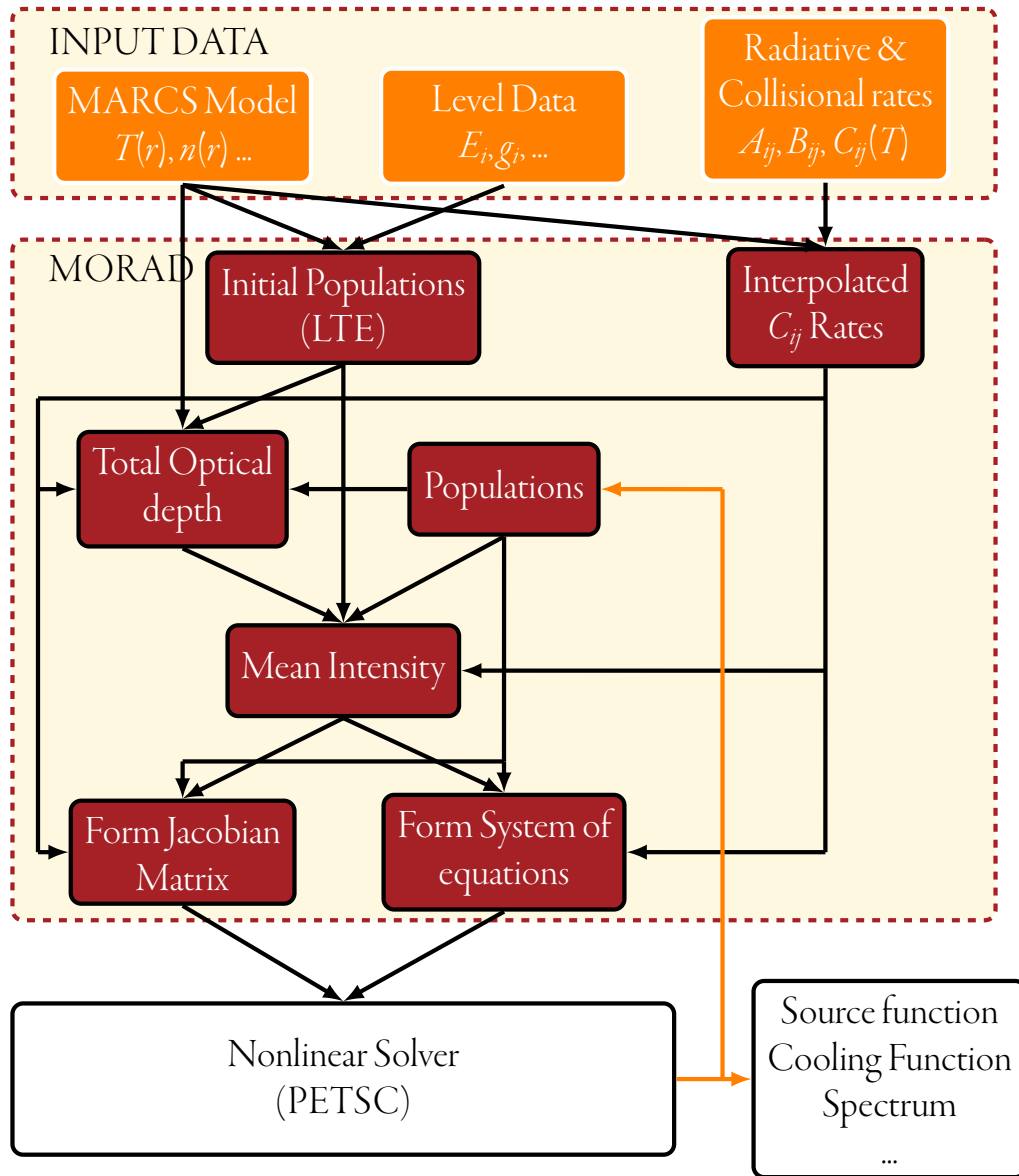 INPUT DATA
MARCS Model
T(r), n(r) ...
Level Data
E_i, g_i, ...
Radiative &
Collisional rates
A_ij, B_ij, C_ij(T)
MORAD
Initial Populations
(LTE)
Interpolated
C_ij Rates
Total Optical
depth
Populations
Mean Intensity
Form Jacobian
Matrix
Form System of
equations
Nonlinear Solver
(PETSC)
Source function
Cooling Function
Spectrum
...